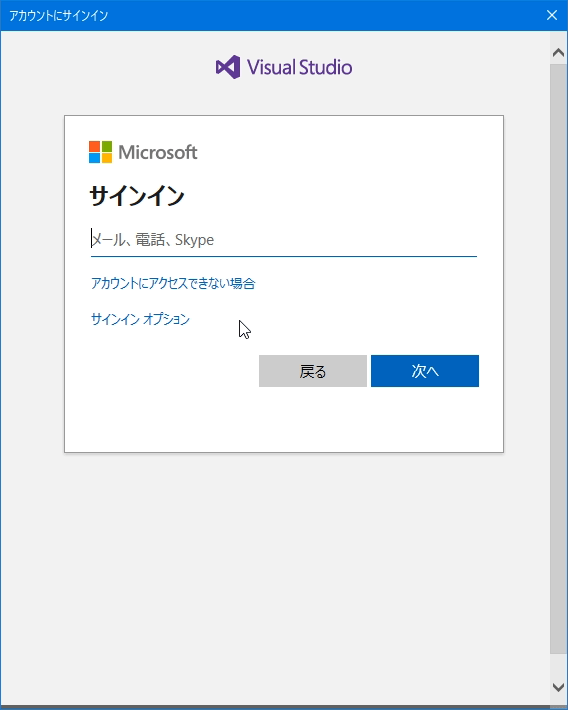 アカウントにサインイン
Visual Studio
Microsoft
サインイン
メール、電話、Skype
アカウントにアクセスできない場合
サインイン オプション
戻る
次へ